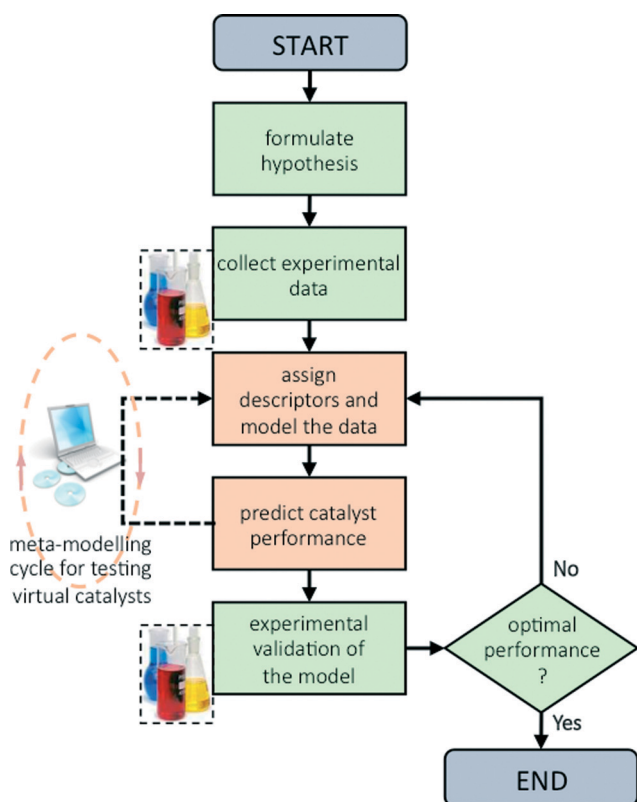 START
formulate
hypothesis
collect experimental
data
assign
descriptors and
model the data
predict catalyst
performance
meta-modelling
cycle for testing
virtual catalysts
experimental
validation of
the model
No
optimal
performance
?
Yes
END